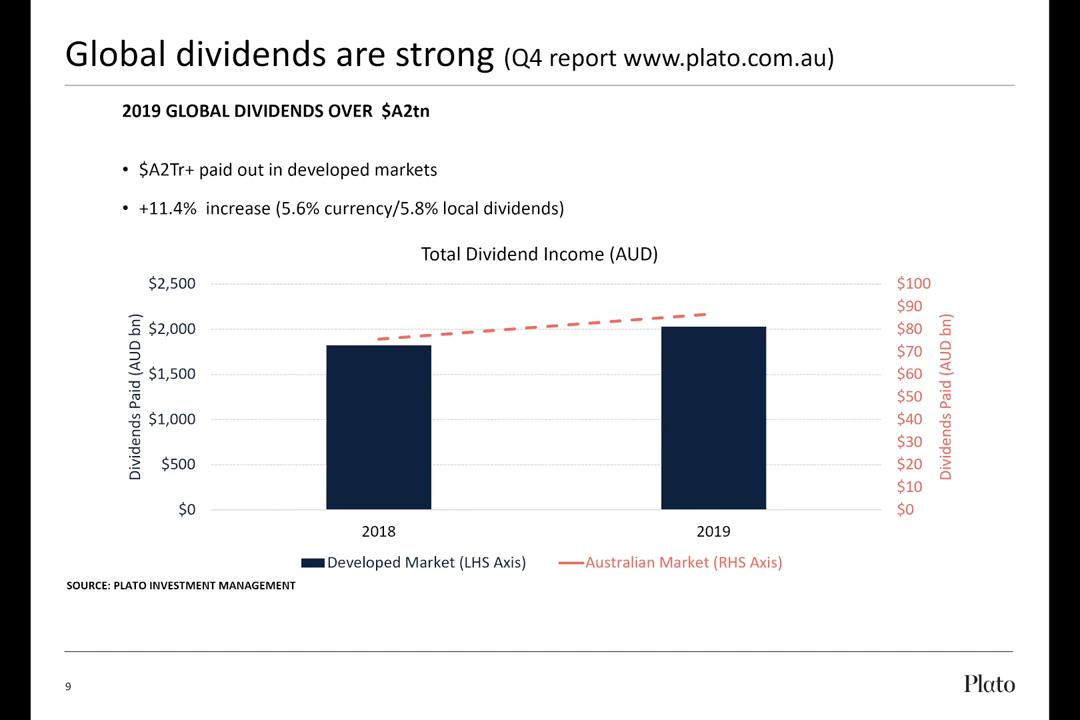 Global dividends are strong (Q4 report www.plato.com.au)
2019 GLOBAL DIVIDENDS OVER $A2tn
• $A2Tr+ paid out in developed markets
• +11.4% increase (5.6% currency/5.8% local dividends)
Total Dividend Income (AUD)
Dividends Paid (AUD bn)
$2,500
$2,000
$1,500
$1,000
$500
$0
$100
$90
$80
$70
$60
$50
$40
$30
$20
$10
$0
Dividends Paid (AUD bn)
2018 2019
Developed Market (LHS Axis) Australian Market (RHS Axis)
SOURCE: PLATO INVESTMENT MANAGEMENT
9
Plato